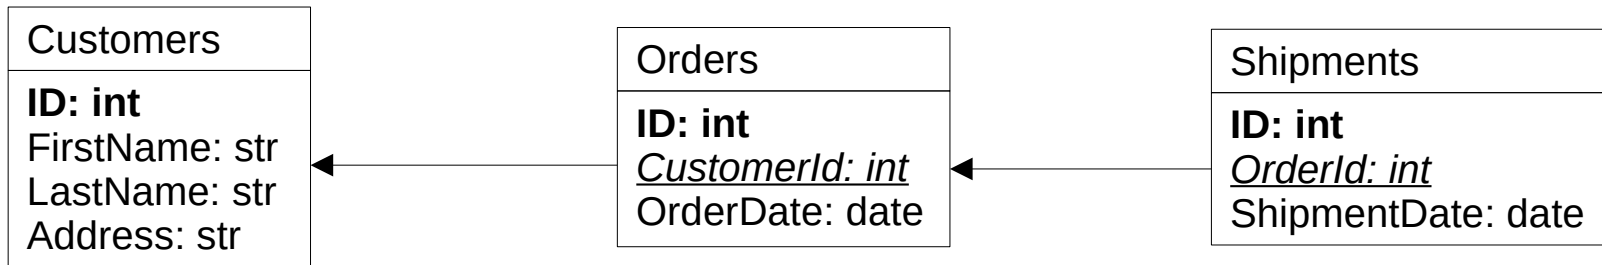 Customers
ID: int
FirstName: str
LastName: str
Address: str
Orders
ID: int
CustomerId: int
OrderDate: date
Shipments
ID: int
OrderId: int
ShipmentDate: date